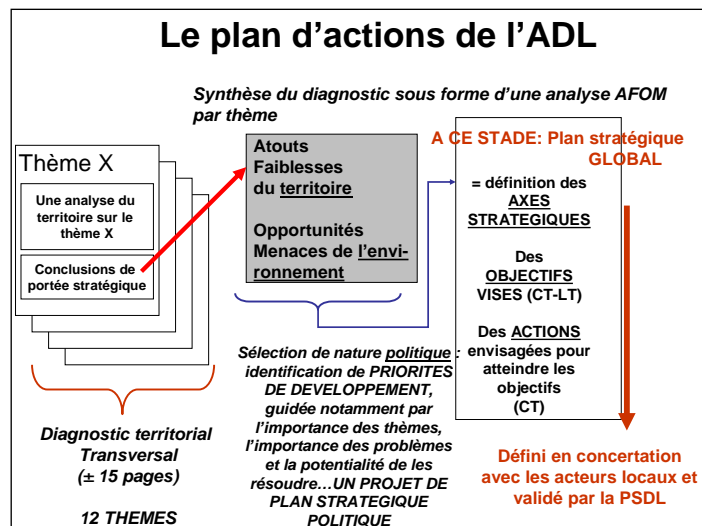 Le plan d’actions de l’ADL
Synthèse du diagnostic sous forme d’une analyse AFOM
par thème
Thème X
Une analyse du
territoire sur le
thème X
Conclusions de
portée stratégique
Diagnostic territorial
Transversal
(± 15 pages)
12 THEMES
Atouts
Faiblesses
du territoire
Opportunités
Menaces de l’envi-
ronnement
Sélection de nature politique :
identification de PRIORITES
DE DEVELOPPEMENT,
guidée notamment par
l’importance des thèmes,
l’importance des problèmes
et la potentialité de les
résoudre…UN PROJET DE
PLAN STRATEGIQUE
POLITIQUE
A CE STADE: Plan stratégique
GLOBAL
= définition des
AXES
STRATEGIQUES
Des
OBJECTIFS
VISES (CT-LT)
Des ACTIONS
envisagées pour
atteindre les
objectifs
(CT)
Défini en concertation
avec les acteurs locaux et
validé par la PSDL